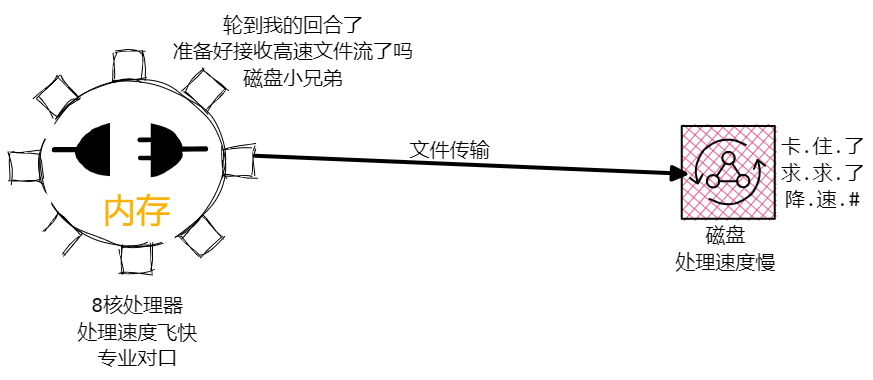 轮到我的回合了
准备好接收高速文件流了吗
磁盘小兄弟
内存
8核处理器
处理速度飞快
专业对口
文件传输
卡.住.了
求.求.了
降.速.#
磁盘
处理速度慢